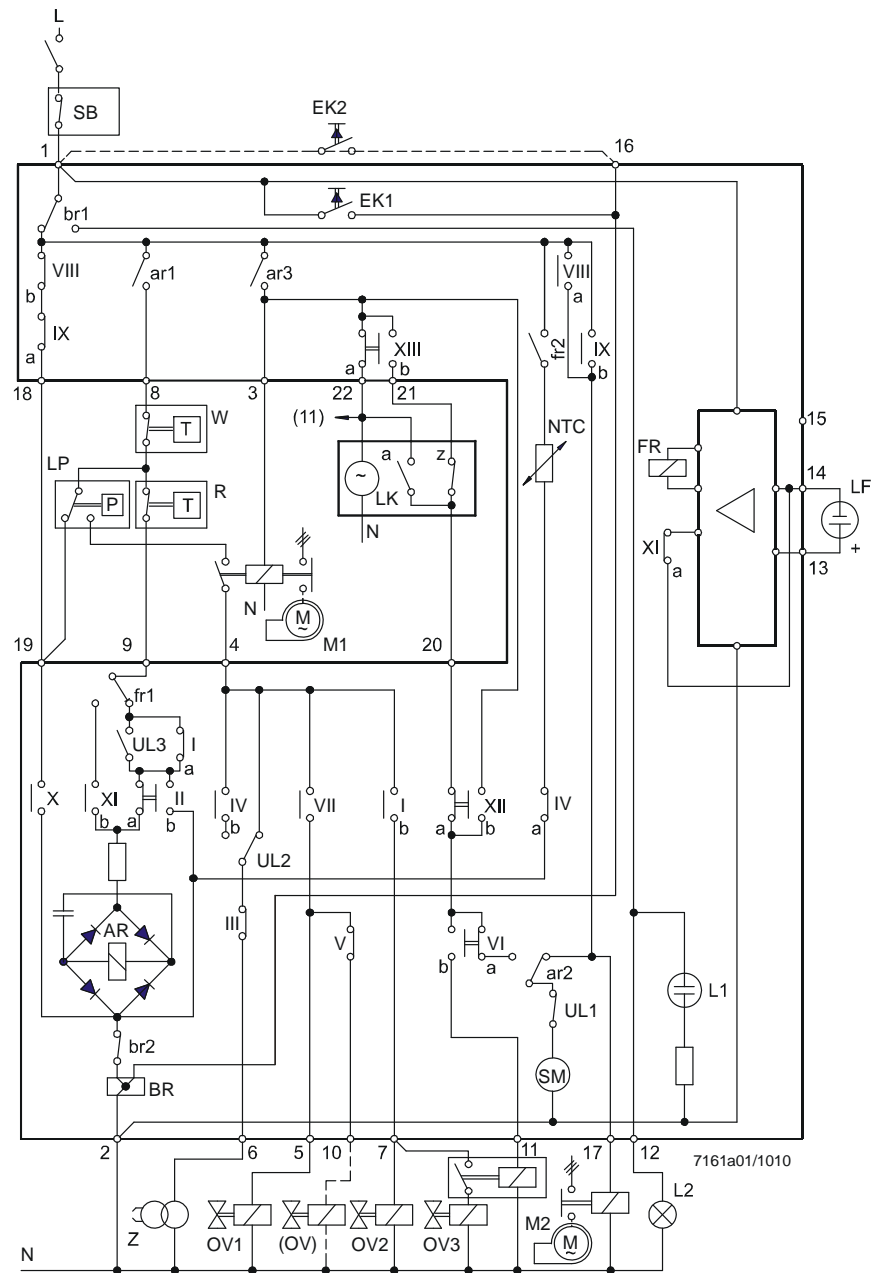 L
SB
EK2
1
16
EK1
br1
VIII
ar1
ar3
VIII
b
a
IX
fr2
XIII
IX
a
a
b
b
18
8
3
22
21
15
W
T
(11)
NTC
FR
14
LP
a
z
LF
P
R
T
~
LK
XI
+
N
a
13
N
M
~
M1
19
9
4
20
fr1
UL3
I
a
X
XI
II
IV
VII
I
XII
IV
b
a
b
b
b
a
b
a
UL2
III
AR
V
VI
b
a
ar2
L1
UL1
br2
SM
BR
2
6
5
10
7
11
17
12
7161a01/1010
L2
M2
Z
OV1
(OV)
OV2
OV3
M
~
N